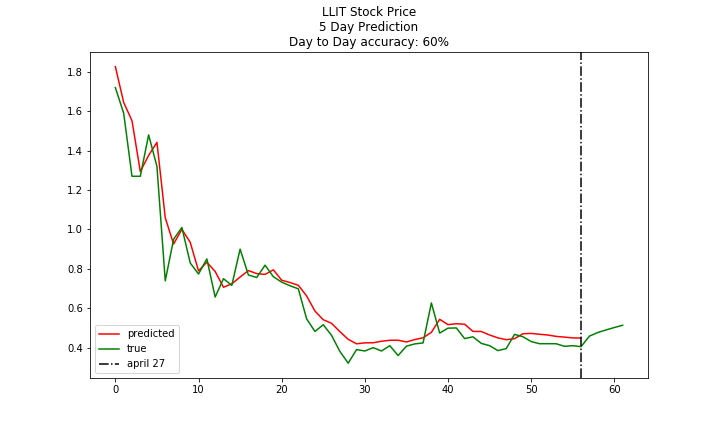 LLIT Stock Price
5 Day Prediction
Day to Day accuracy: 60%
1.8
1.6
1.4
1.2
1.0
0.8
0.6
0.4
predicted
true
april 27
0
10
20
30
40
50
60